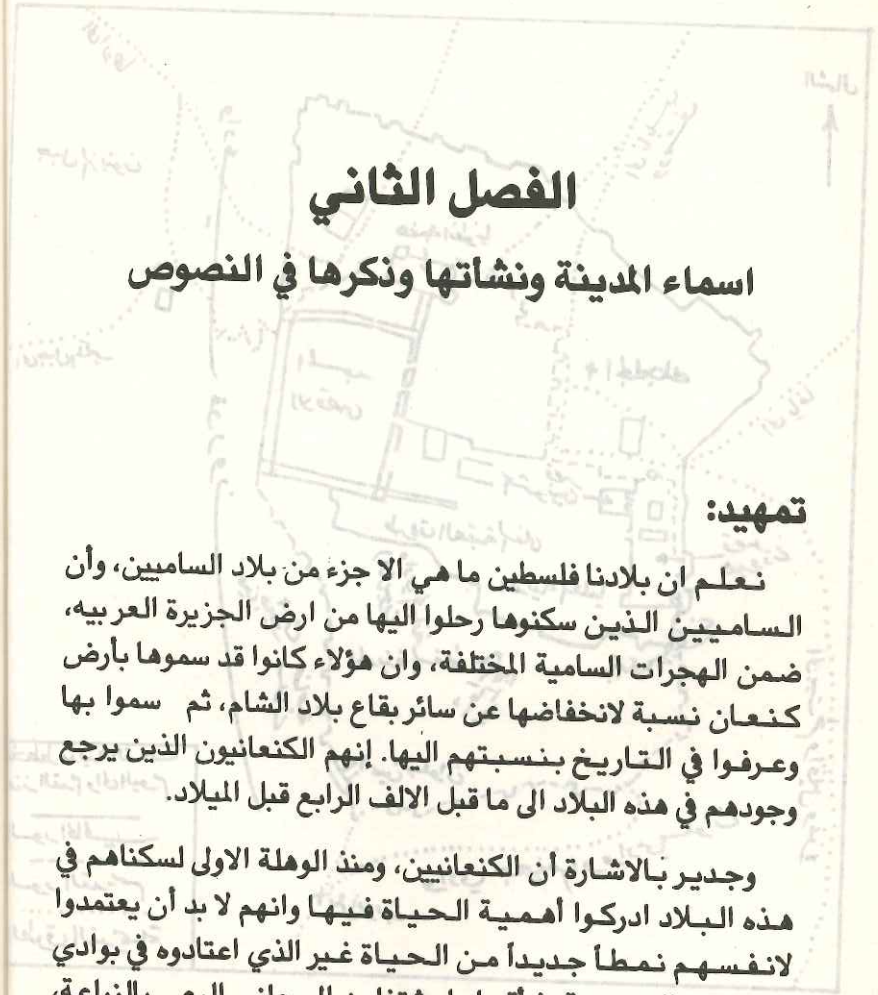 الفصل الثاني
اسماء المدينة ونشأتها وذكرها في النصوص
تمهيد:
نعلم ان بلادنا فلسطين ما هي الا جزء من بلاد الساميين، وأن
الساميين الذين سكنوها رحلوا اليها من ارض الجزيرة العربيه،
ضمن الهجرات السامية المختلفة، وان هؤلاء كانوا قد سموها بأرض
كنعان نسبة لانخفاضها عن سائر بقاع بلاد الشام، ثم سموا بها
وعرفوا في التاريخ بنسبتهم اليها. إنهم الكنعانيون الذين يرجع
وجودهم في هذه البلاد الى ما قبل الالف الرابع قبل الميلاد.
وجدير بالاشارة أن الكنعانيين، ومنذ الوهلة الاولى لسكناهم في
هذه البلاد ادركوا أهمية الحياة فيها وانهم لا بد أن يعتمدوا
لانفسهم نمطاً جديداً من الحياة غير الذي اعتادوه في بوادي